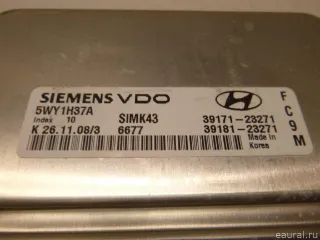 SIEMENS VDO
5WY1H37A
Index 10 SIMK43 39171-23271
K 26.11.08/3 6677 39181-23271
Made in
Korea
FC9M
eaural.ru